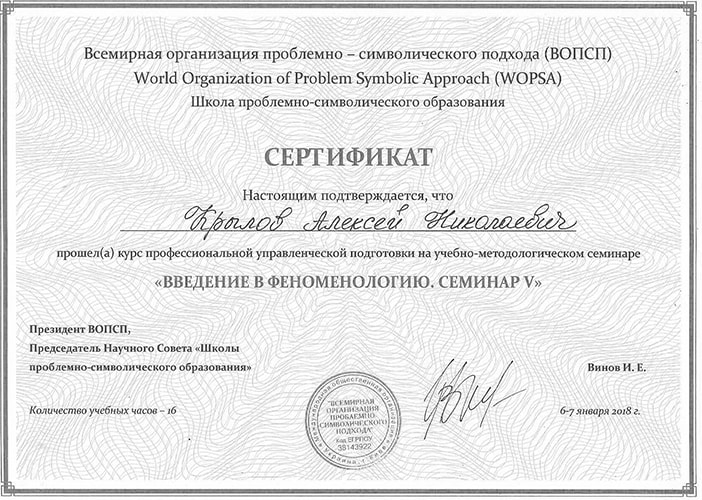 Всемирная организация проблемно – символического подхода (ВОПСП)
World Organization of Problem Symbolic Approach (WOPSA)
Школа проблемно-символического образования
СЕРТИФИКАТ
Настоящим подтверждается, что
Крылов Алексей Николаевич
прошел(а) курс профессиональной управленческой подготовки на учебно-методологическом семинаре
«ВВЕДЕНИЕ В ФЕНОМЕНОЛОГИЮ. СЕМИНАР V»
Президент ВОПСП,
Председатель Научного Совета «Школы
проблемно-символического образования»
Винов И. Е.
Количество учебных часов – 16
"ВСЕМИРНАЯ
ОРГАНИЗАЦИЯ
ПРОБЛЕМНО-
СИМВОЛИЧЕСКОГО
ПОДХОДА"
Код ЕГРПОУ
38143922
6-7 января 2018 г.